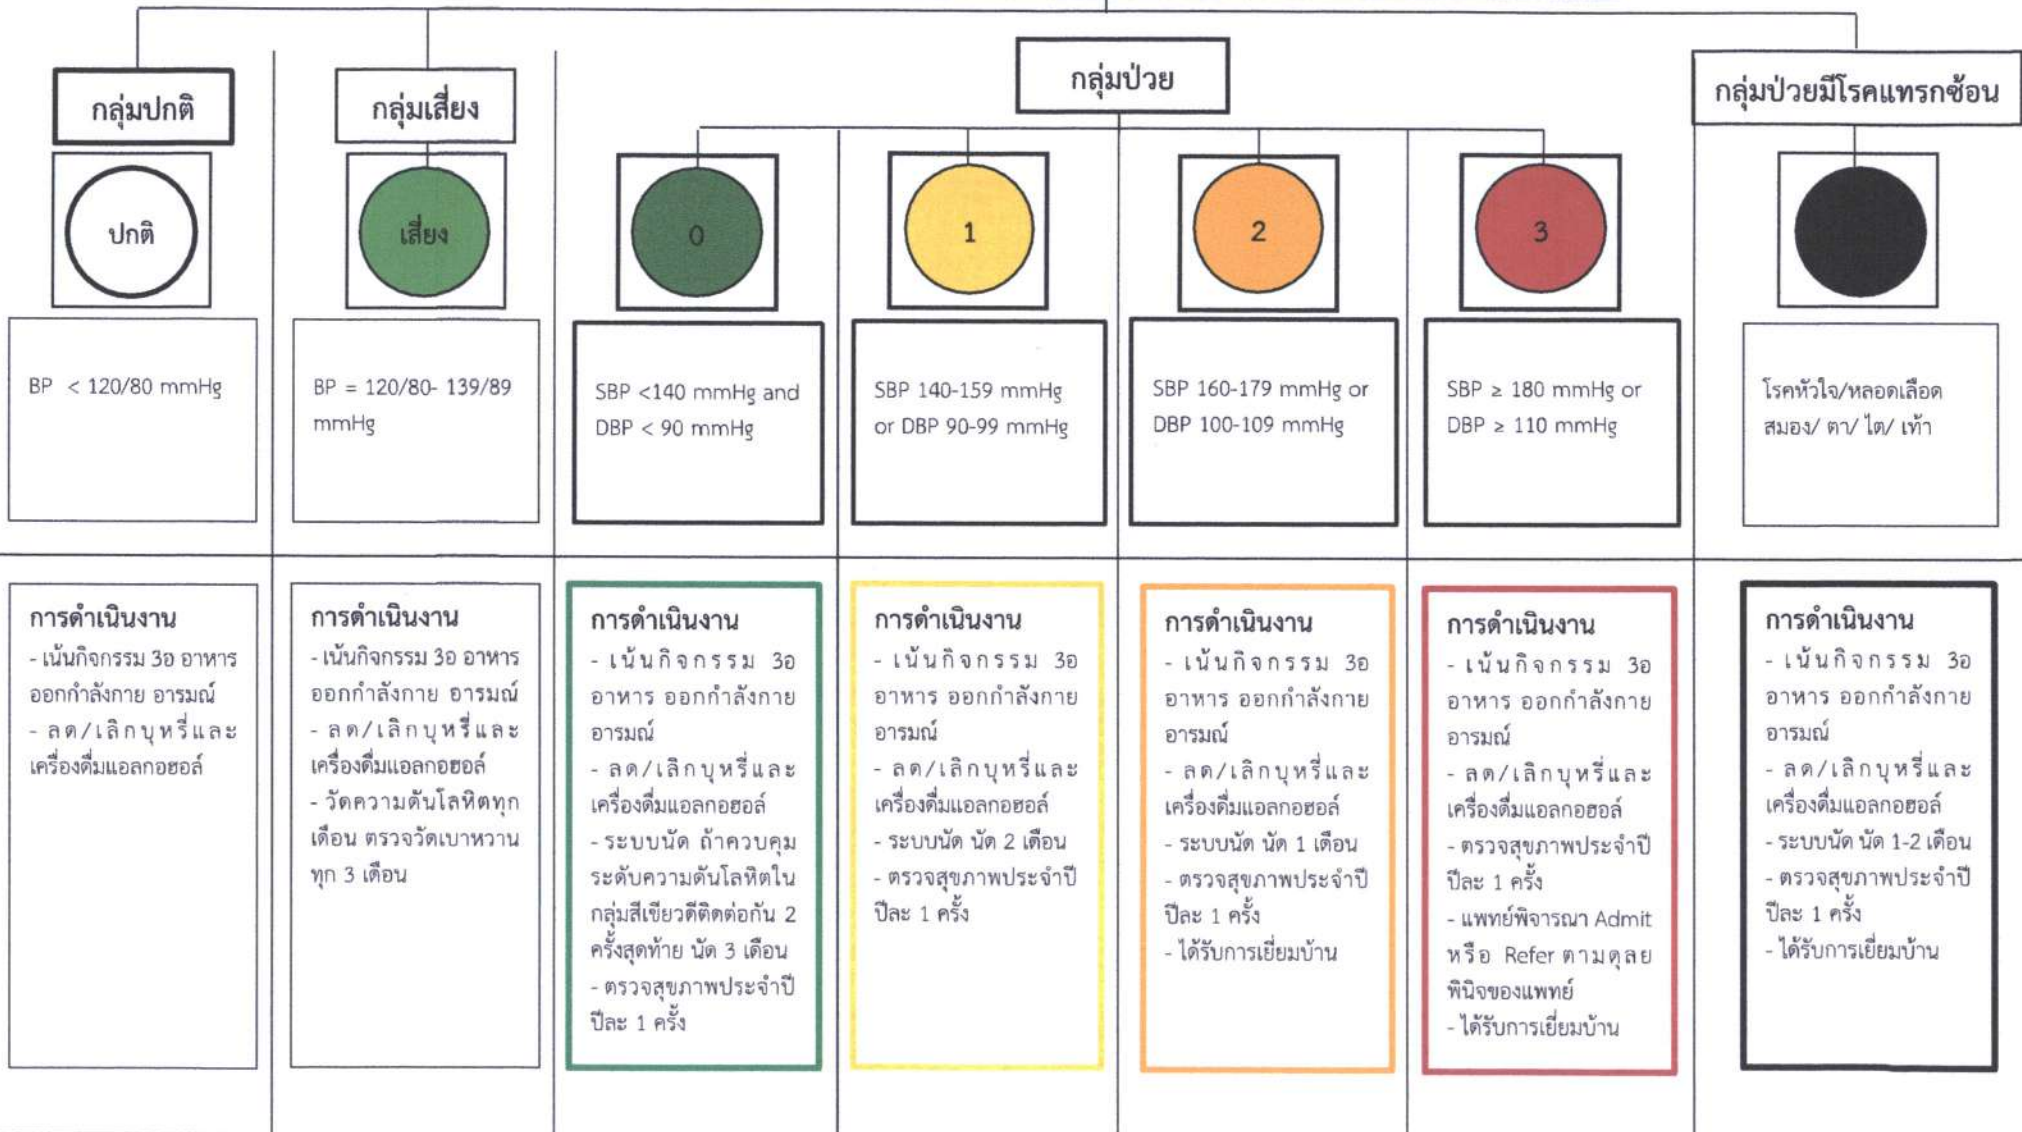 กลุ่มปกติ
กลุ่มเสี่ยง
กลุ่มป่วย
กลุ่มป่วยมีโรคแทรกซ้อน
ปกติ
เสี่ยง
0
1
2
3
BP < 120/80 mmHg
BP = 120/80- 139/89
mmHg
SBP <140 mmHg and
DBP < 90 mmHg
SBP 140-159 mmHg
or DBP 90-99 mmHg
SBP 160-179 mmHg or
DBP 100-109 mmHg
SBP ≥ 180 mmHg or
DBP ≥ 110 mmHg
โรคหัวใจ/หลอดเลือด
สมอง/ ตา/ ไต/ เท้า
การดำเนินงาน
- เน้นกิจกรรม 3อ อาหาร
ออกกำลังกาย อารมณ์
- ลด/เลิกบุหรี่และ
เครื่องดื่มแอลกอฮอล์
การดำเนินงาน
- เน้นกิจกรรม 3อ อาหาร
ออกกำลังกาย อารมณ์
- ลด/เลิกบุหรี่และ
เครื่องดื่มแอลกอฮอล์
- วัดความดันโลหิตทุก
เดือน ตรวจวัดเบาหวาน
ทุก 3 เดือน
การดำเนินงาน
- เน้นกิจกรรม 3อ
อาหาร ออกกำลังกาย
อารมณ์
- ลด/เลิกบุหรี่และ
เครื่องดื่มแอลกอฮอล์
- ระบบนัด ถ้าควบคุม
ระดับความดันโลหิตใน
กลุ่มสีเขียวดีติดต่อกัน 2
ครั้งสุดท้าย นัด 3 เดือน
- ตรวจสุขภาพประจำปี
ปีละ 1 ครั้ง
การดำเนินงาน
- เน้นกิจกรรม 3อ
อาหาร ออกกำลังกาย
อารมณ์
- ลด/เลิกบุหรี่และ
เครื่องดื่มแอลกอฮอล์
- ระบบนัด นัด 2 เดือน
- ตรวจสุขภาพประจำปี
ปีละ 1 ครั้ง
การดำเนินงาน
- เน้นกิจกรรม 3อ
อาหาร ออกกำลังกาย
อารมณ์
- ลด/เลิกบุหรี่และ
เครื่องดื่มแอลกอฮอล์
- ระบบนัด นัด 1 เดือน
- ตรวจสุขภาพประจำปี
ปีละ 1 ครั้ง
- ได้รับการเยี่ยมบ้าน
การดำเนินงาน
- เน้นกิจกรรม 3อ
อาหาร ออกกำลังกาย
อารมณ์
- ลด/เลิกบุหรี่และ
เครื่องดื่มแอลกอฮอล์
- ตรวจสุขภาพประจำปี
ปีละ 1 ครั้ง
- แพทย์พิจารณา Admit
หรือ Refer ตามดุลย
พินิจของแพทย์
- ได้รับการเยี่ยมบ้าน
การดำเนินงาน
- เน้นกิจกรรม 3อ
อาหาร ออกกำลังกาย
อารมณ์
- ลด/เลิกบุหรี่และ
เครื่องดื่มแอลกอฮอล์
- ระบบนัด นัด 1-2 เดือน
- ตรวจสุขภาพประจำปี
ปีละ 1 ครั้ง
- ได้รับการเยี่ยมบ้าน